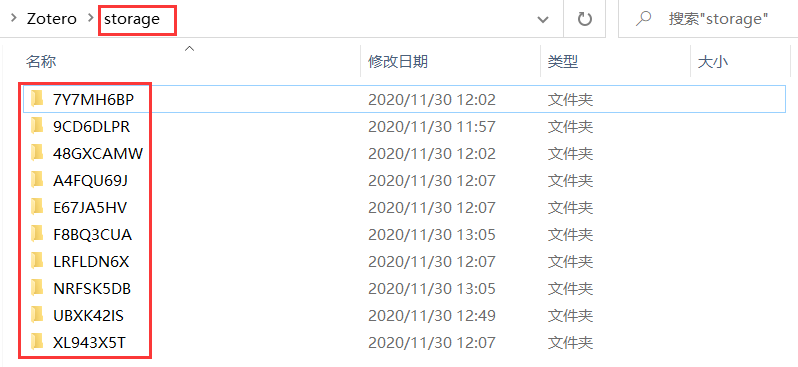 Zotero storage 搜索"storage"
名称 修改日期 类型 大小
7Y7MH6BP 2020/11/30 12:02 文件夹
9CD6DLPR 2020/11/30 11:57 文件夹
48GXCAMW 2020/11/30 12:02 文件夹
A4FQU69J 2020/11/30 12:07 文件夹
E67JA5HV 2020/11/30 12:07 文件夹
F8BQ3CUA 2020/11/30 13:05 文件夹
LRFLDN6X 2020/11/30 12:07 文件夹
NRFSK5DB 2020/11/30 13:05 文件夹
UBXK42IS 2020/11/30 12:49 文件夹
XL943X5T 2020/11/30 12:07 文件夹